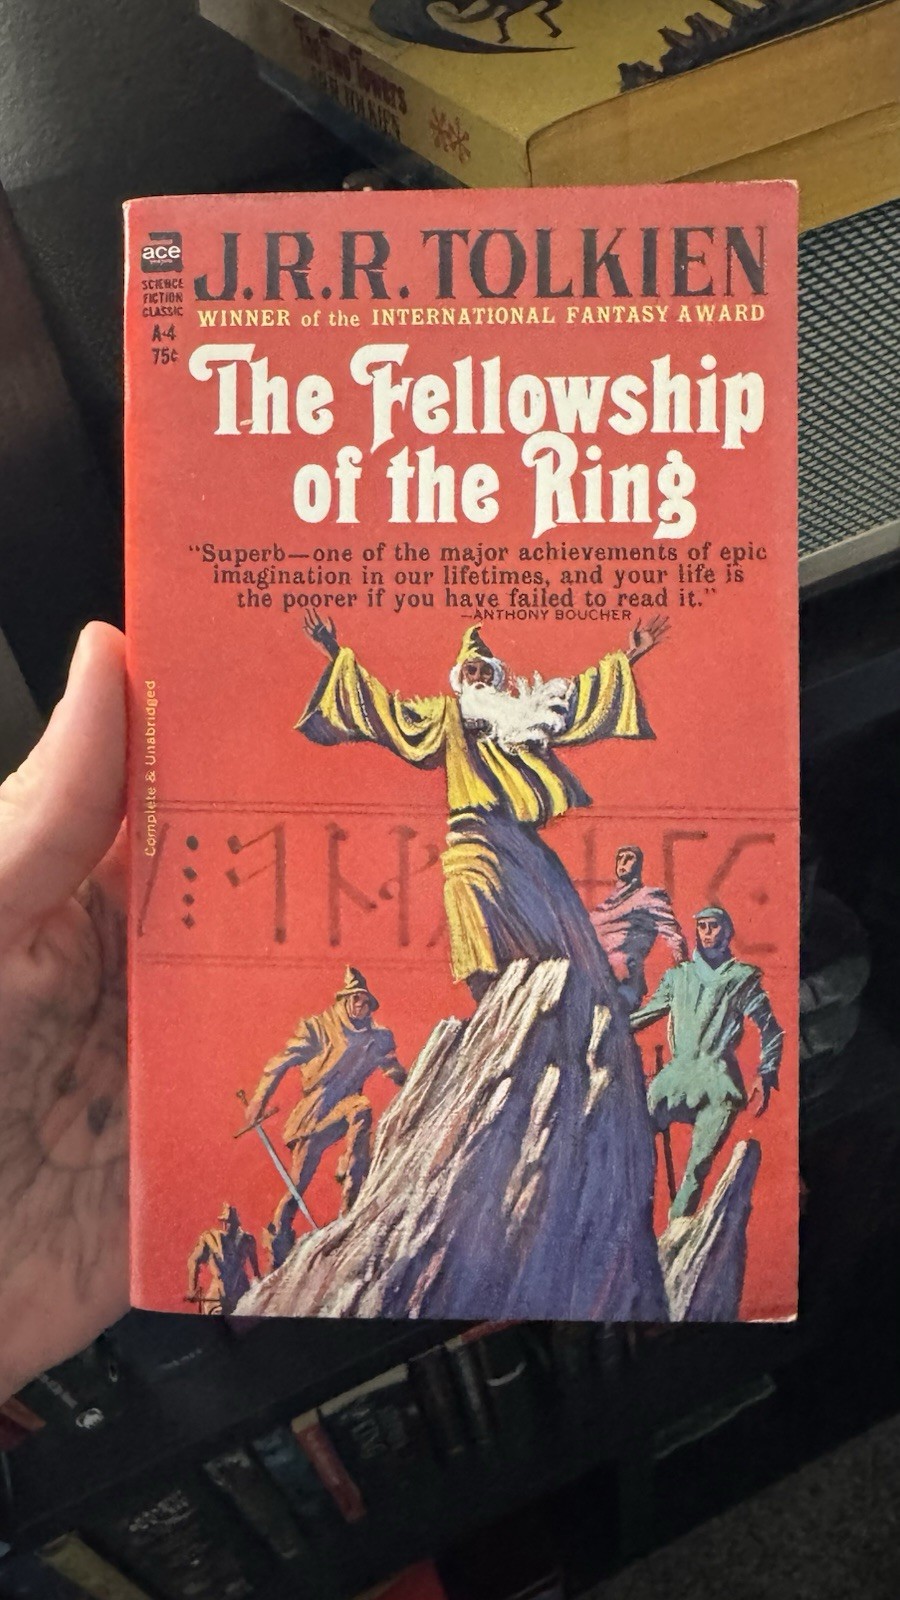 The Two Towers
TOLKIEN
ace
SCIENCE
FICTION
CLASSIC
A-4
75¢
J.R.R. TOLKIEN
WINNER of the INTERNATIONAL FANTASY AWARD
The Fellowship
of the Ring
"Superb—one of the major achievements of epic
imagination in our lifetimes, and your life is
the poorer if you have failed to read it."
—ANTHONY BOUCHER
Complete & Unabridged